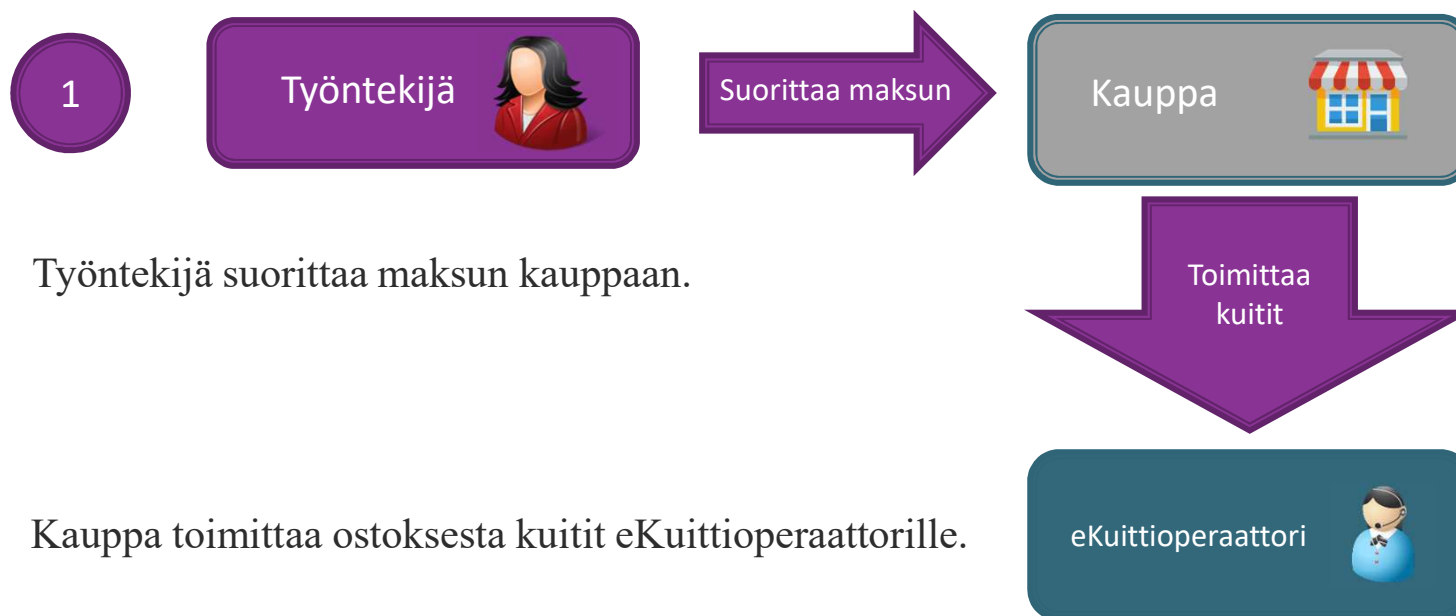 1
Työntekijä
Suorittaa maksun
Kauppa
Työntekijä suorittaa maksun kauppaan.
Toimittaa
kuitit
Kauppa toimittaa ostoksesta kuitit eKuittioperaattorille.
eKuittioperaattori